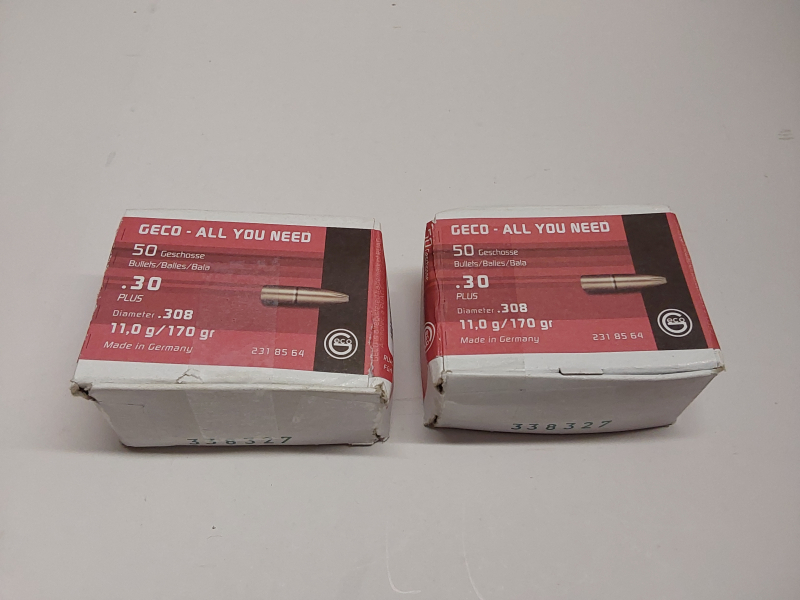 GECO - ALL YOU NEED
50 Geschosse
Bullets/Balles/Bala
.30
PLUS
Diameter .308
11,0 g/170 gr
Made in Germany
231 85 64
Geco
338327
GECO - ALL YOU NEED
50 Geschosse
Bullets/Balles/Bala
.30
PLUS
Diameter .308
11,0 g/170 gr
Made in Germany
231 85 64
Geco
338327